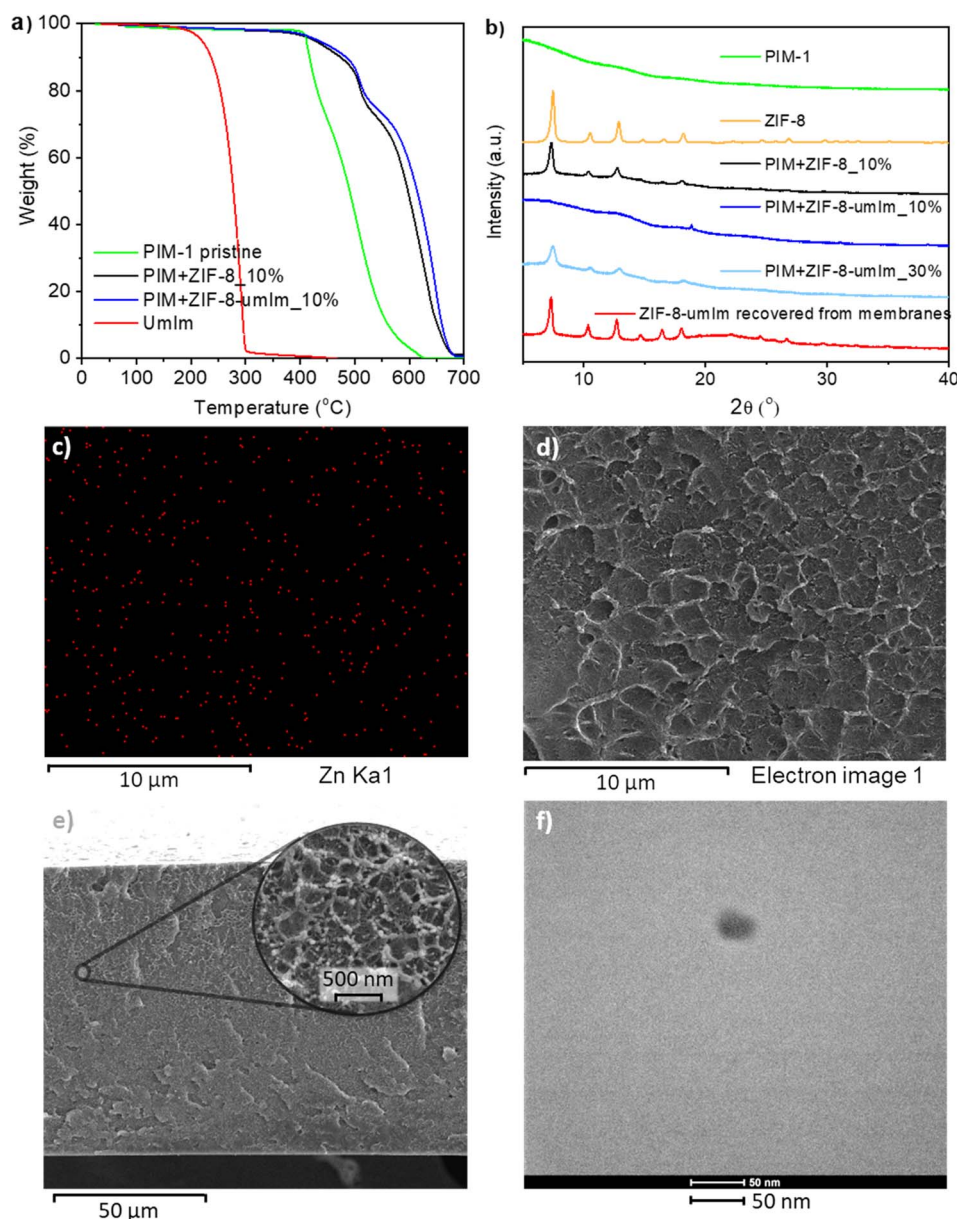 a)
100
80
60
40
20
0
Weight (%)
PIM-1 pristine
PIM+ZIF-8_10%
PIM+ZIF-8-umIm_10%
UmIm
0 100 200 300 400 500 600 700
Temperature (°C)
b)
Intensity (a.u.)
PIM-1
ZIF-8
PIM+ZIF-8_10%
PIM+ZIF-8-umIm_10%
PIM+ZIF-8-umIm_30%
ZIF-8-umIm recovered from membranes
10 20 30 40
2θ (°)
c)
10 µm
Zn Ka1
d)
10 µm
Electron image 1
e)
500 nm
50 µm
f)
50 nm
50 nm